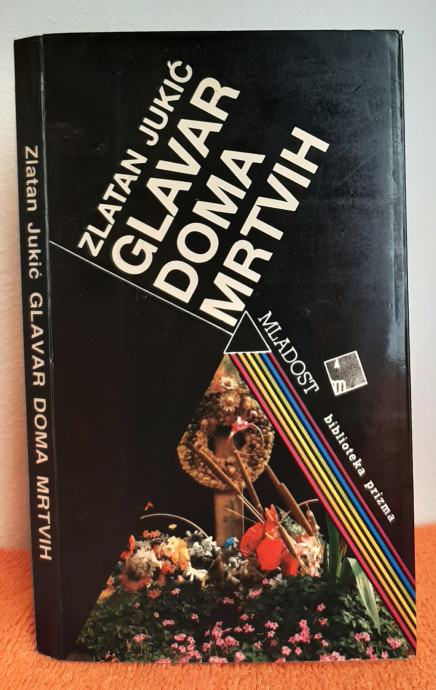 Zlatan Jukić GLAVAR DOMA MRTVIH
ZLATAN JUKIĆ
GLAVAR
DOMA
MRTVIH
MLADOST
biblioteka prizma